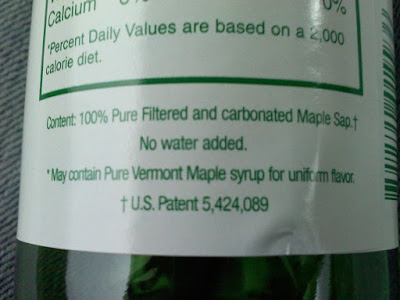 Calcium 0%
*Percent Daily Values are based on a 2,000
calorie diet.
Content: 100% Pure Filtered and carbonated Maple Sap.†
No water added.
* May contain Pure Vermont Maple syrup for uniform flavor.
† U.S. Patent 5,424,089